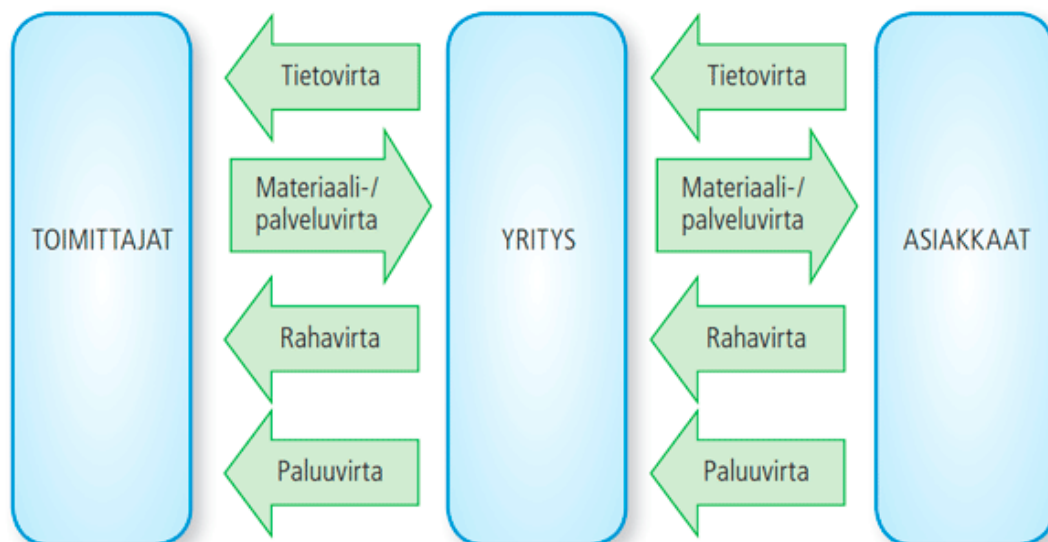 Tietovirta
Tietovirta
Materiaali-/
palveluvirta
Materiaali-/
palveluvirta
TOIMITTAJAT
YRITYS
ASIAKKAAT
Rahavirta
Rahavirta
Paluuvirta
Paluuvirta